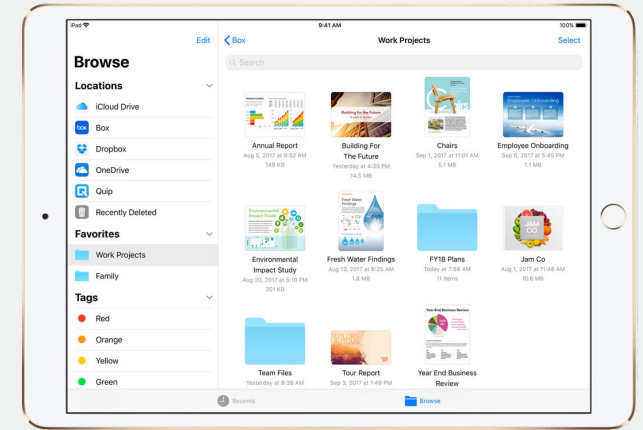 iPad
9:41 AM
100%
Edit
Box
Work Projects
Select
Browse
Search
Locations
iCloud Drive
box
Box
Dropbox
OneDrive
Quip
Recently Deleted
Favorites
Work Projects
Family
Tags
Red
Orange
Yellow
Green
Annual Report
Aug 5, 2017 at 8:52 AM
149 KB
Building for the Future
Building For
The Future
Yesterday at 4:30 PM
14.5 MB
Chairs
Sep 1, 2017 at 11:01 AM
5.1 MB
Employee Onboarding
Employee Onboarding
Sep 8, 2017 at 5:45 PM
1.1 MB
Environmental
Impact Study
Environmental
Impact Study
Aug 20, 2017 at 5:10 PM
301 KB
Fresh Water
Findings
Fresh Water Findings
Aug 13, 2017 at 9:25 AM
1.8 MB
FY18 Plans
Today at 7:58 AM
11 items
JAM
CO
Jam Co
Aug 1, 2017 at 11:48 AM
10.6 MB
Team Files
Yesterday at 8:38 AM
Tour Report
Sep 3, 2017 at 1:49 PM
Year End Business Review
Year End Business
Review
Recents
Browse